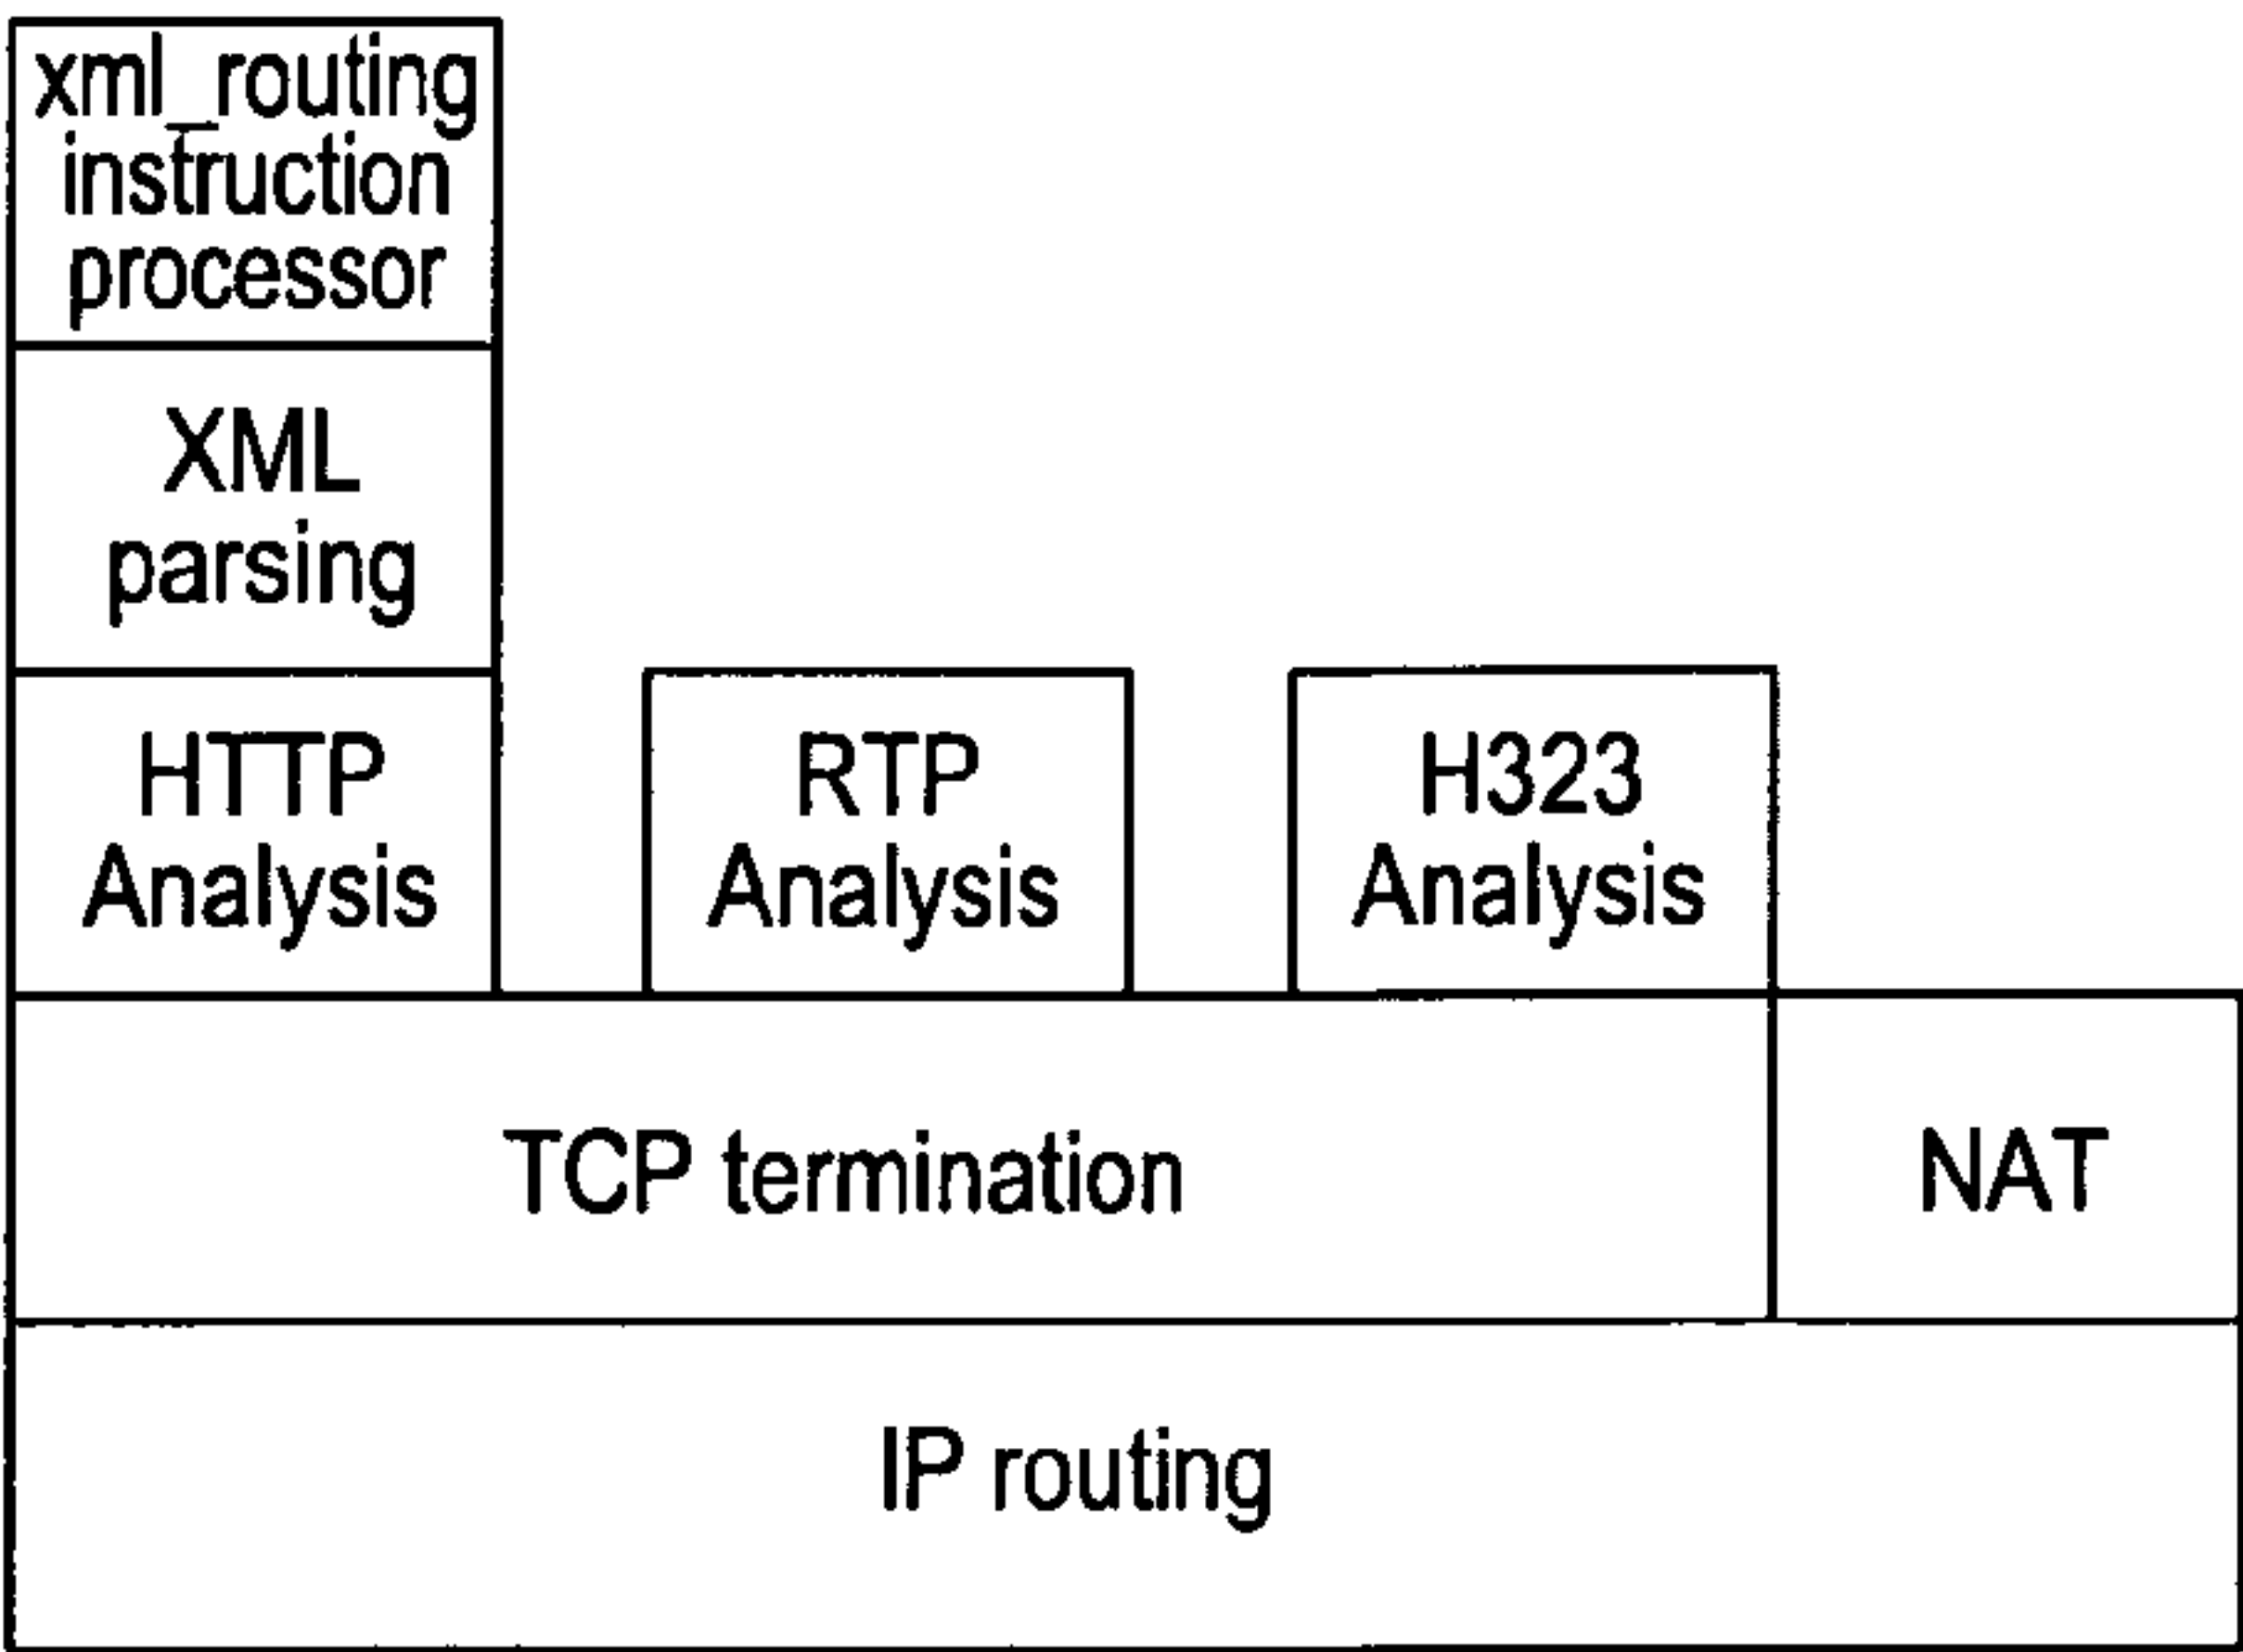 xml_routing
instruction
processor
XML
parsing
HTTP
Analysis
RTP
Analysis
H323
Analysis
TCP termination
NAT
IP routing